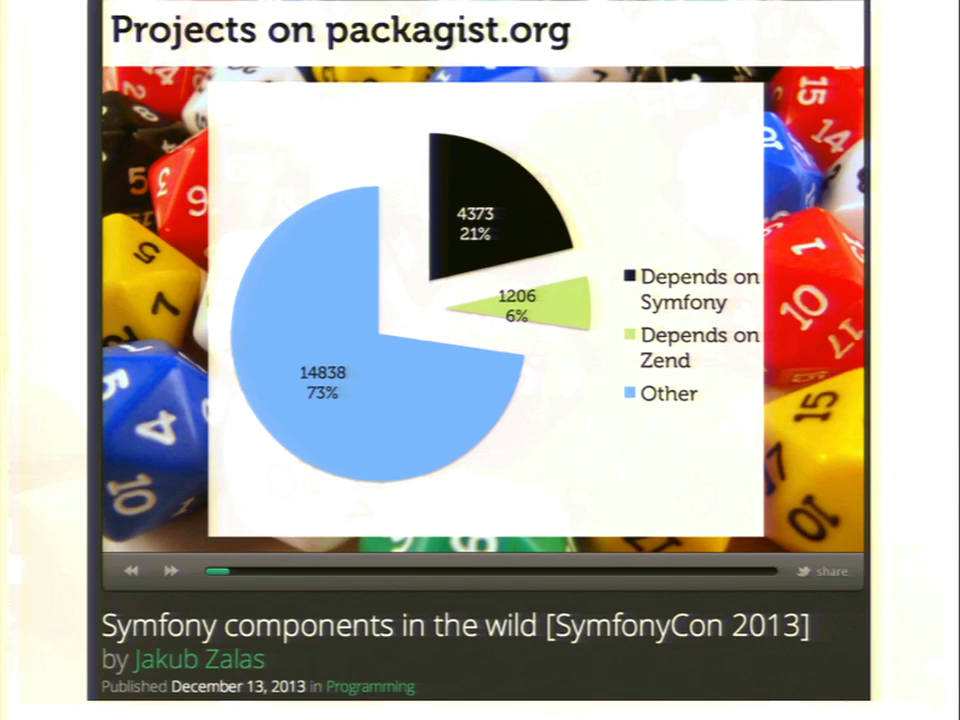 Projects on packagist.org
4373
21%
1206
6%
14838
73%
Depends on
Symfony
Depends on
Zend
Other
share
Symfony components in the wild [SymfonyCon 2013]
by Jakub Zalas
Published December 13, 2013 in Programming